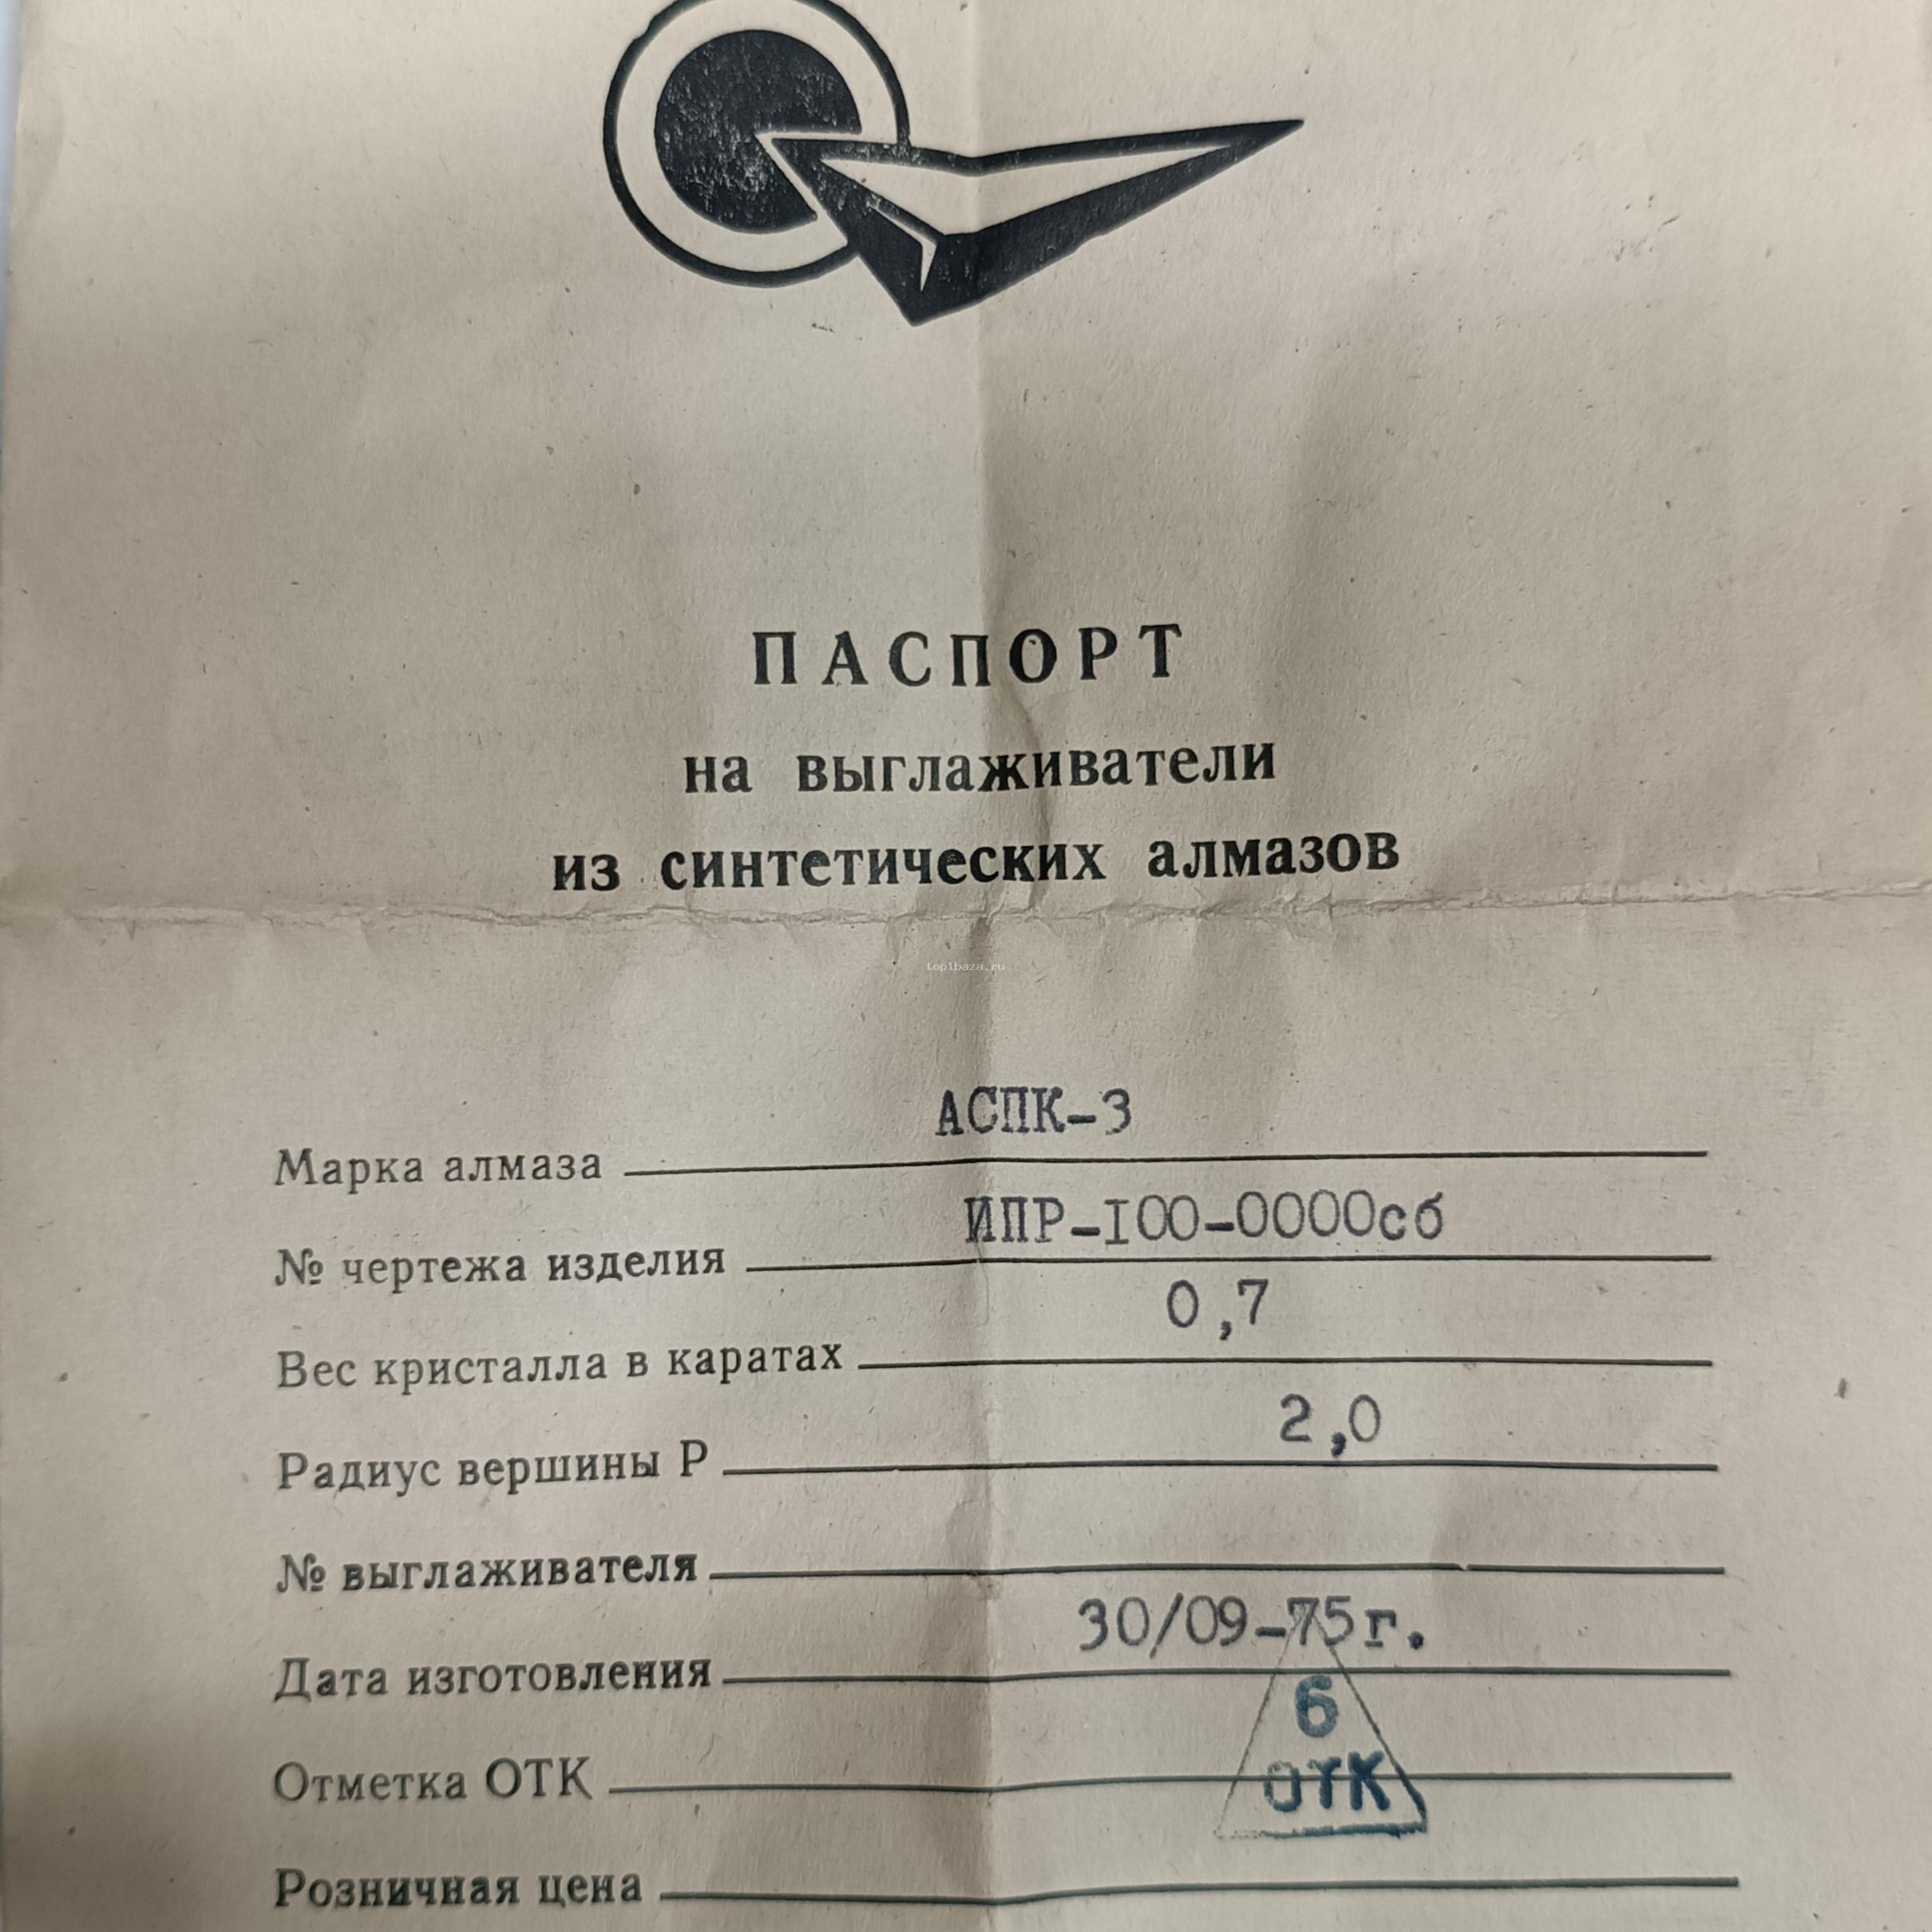 ПАСПОРТ
на выглаживатели
из синтетических алмазов
top1baza.ru
Марка алмаза АСПК-3
№ чертежа изделия ИПР-I00-0000сб
Вес кристалла в каратах 0,7
Радиус вершины Р 2,0
№ выглаживателя
Дата изготовления 30/09-75г.
6
Отметка ОТК ОТК
Розничная цена